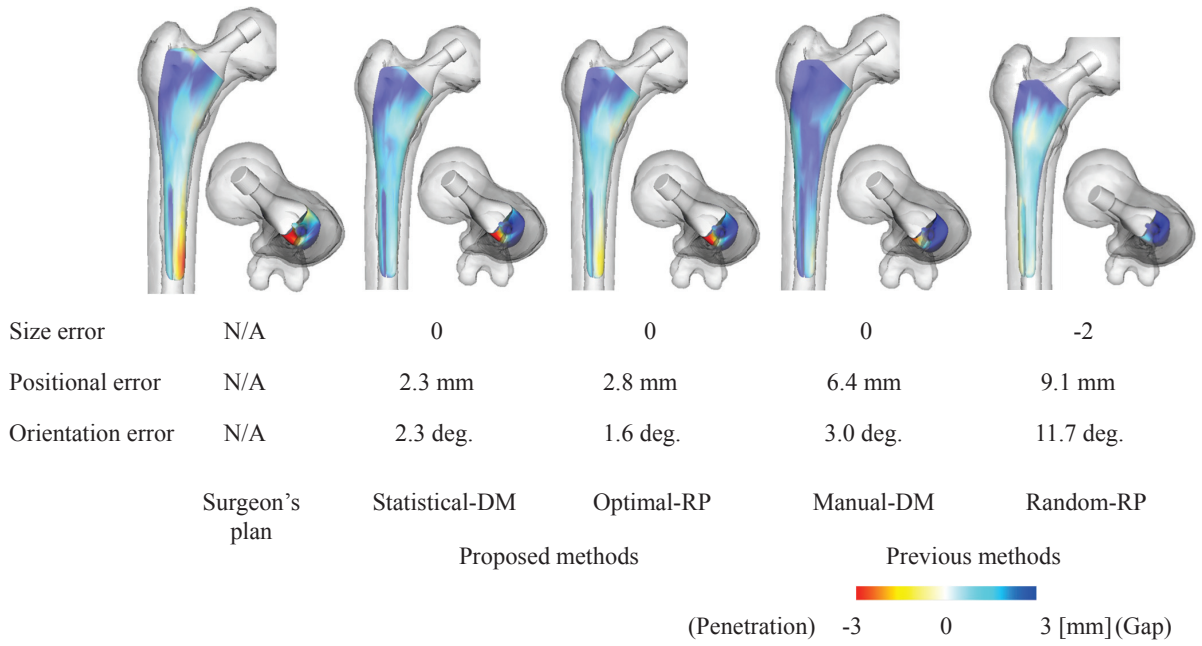 Size error N/A 0 0 0 -2
Positional error N/A 2.3 mm 2.8 mm 6.4 mm 9.1 mm
Orientation error N/A 2.3 deg. 1.6 deg. 3.0 deg. 11.7 deg.
Surgeon's Statistical-DM Optimal-RP Manual-DM Random-RP
plan
Proposed methods Previous methods
(Penetration) -3 0 3 [mm] (Gap)